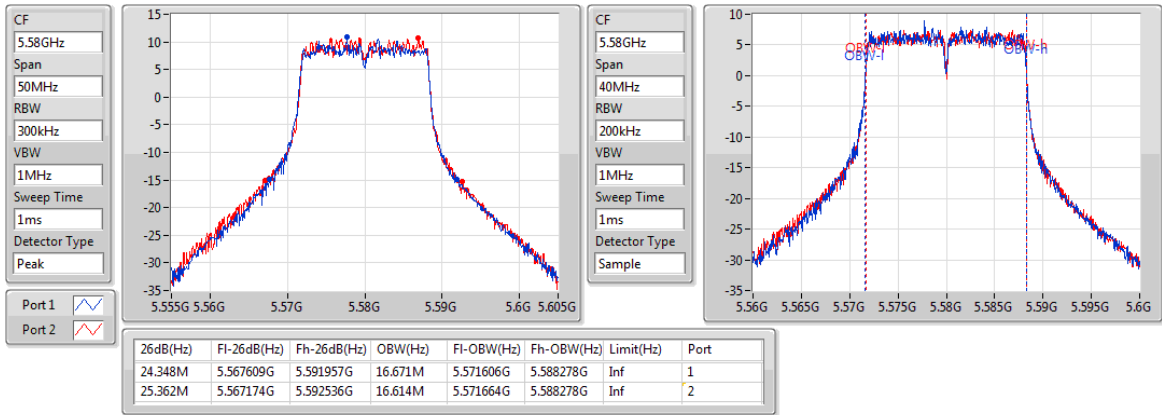 CF
5.58GHz
Span
50MHz
RBW
300kHz
VBW
1MHz
Sweep Time
1ms
Detector Type
Peak
Port 1
Port 2
15
10
5
0
-5
-10
-15
-20
-25
-30
-35
5.555G 5.56G 5.57G 5.58G 5.59G 5.6G 5.605G
CF
5.58GHz
Span
40MHz
RBW
200kHz
VBW
1MHz
Sweep Time
1ms
Detector Type
Sample
10
5
0
-5
-10
-15
-20
-25
-30
-35
OBW-l OBW-h
OBW-l OBW-h
5.56G 5.565G 5.57G 5.575G 5.58G 5.585G 5.59G 5.595G 5.6G
26dB(Hz) Fl-26dB(Hz) Fh-26dB(Hz) OBW(Hz) Fl-OBW(Hz) Fh-OBW(Hz) Limit(Hz) Port
24.348M 5.567609G 5.591957G 16.671M 5.571606G 5.588278G Inf 1
25.362M 5.567174G 5.592536G 16.614M 5.571664G 5.588278G Inf 2